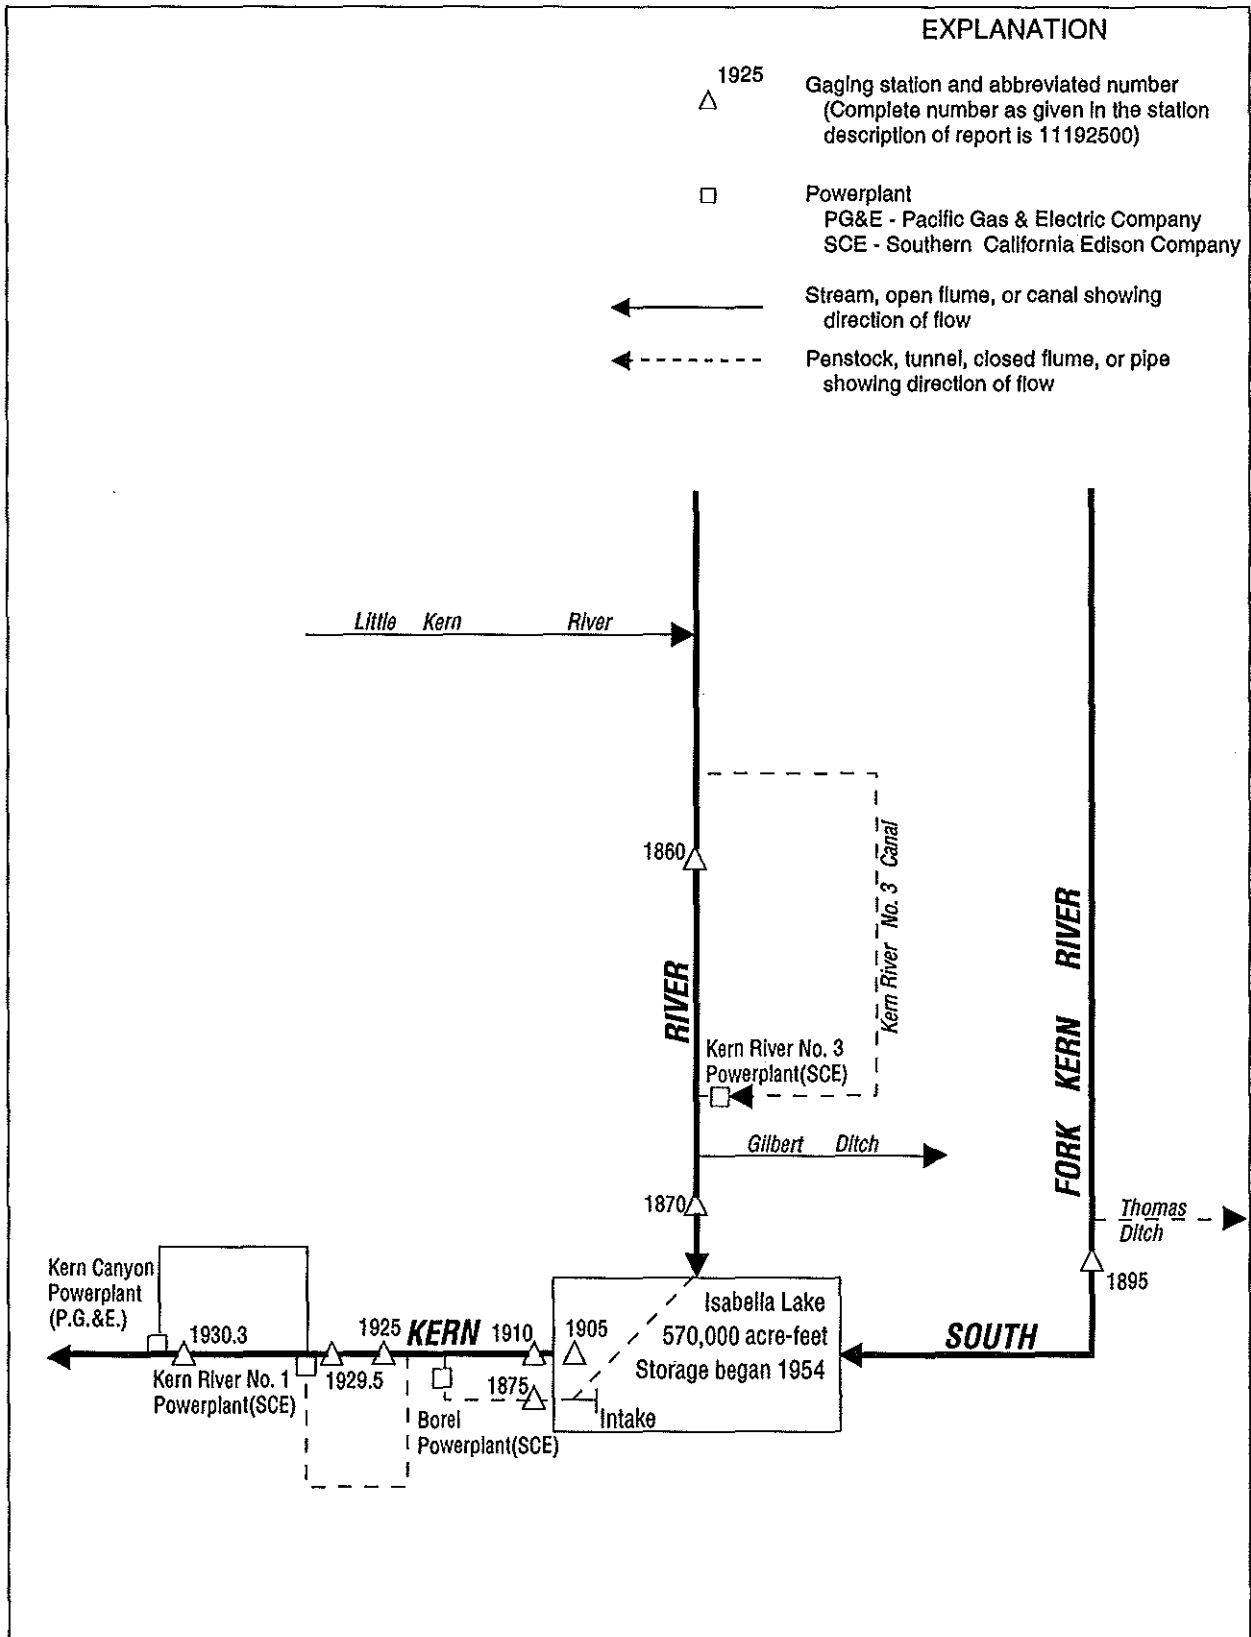 EXPLANATION
1925
Gaging station and abbreviated number
(Complete number as given in the station
description of report is 11192500)
Powerplant
PG&E - Pacific Gas & Electric Company
SCE - Southern California Edison Company
Stream, open flume, or canal showing
direction of flow
Penstock, tunnel, closed flume, or pipe
showing direction of flow
Little Kern River
1860
Kern River No. 3 Canal
RIVER
FORK KERN RIVER
Kern River No. 3
Powerplant(SCE)
Gilbert Ditch
1870
Thomas
Ditch
1895
Kern Canyon
Powerplant
(P.G.&E.)
1930.3
1925
KERN
1910
1905
Isabella Lake
570,000 acre-feet
Storage began 1954
SOUTH
Kern River No. 1
Powerplant(SCE)
1929.5
1875
Borel
Powerplant(SCE)
Intake